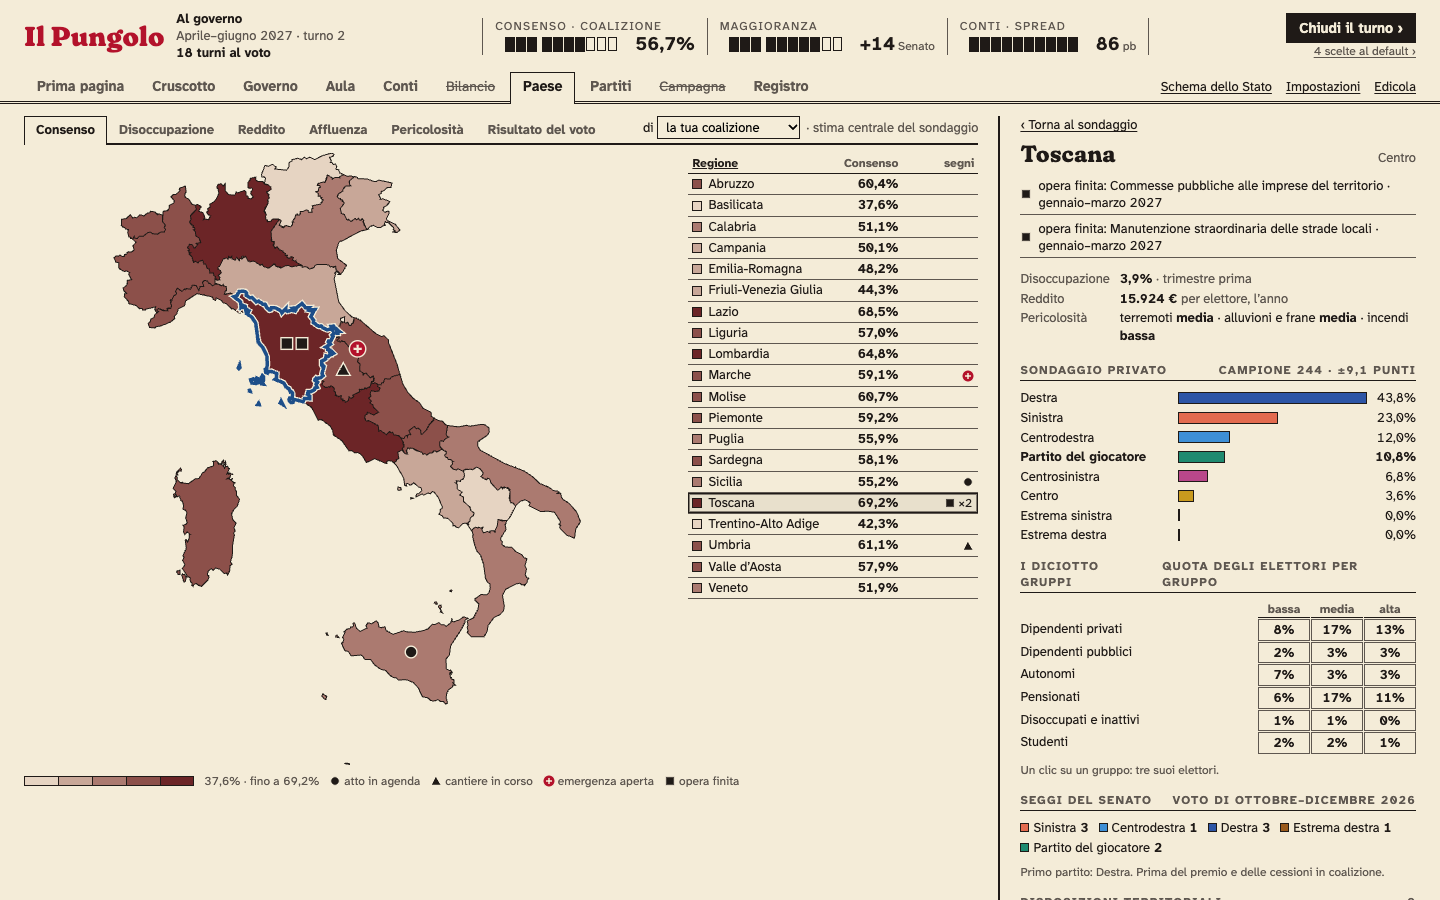 Il Pungolo
Al governo
Aprile–giugno 2027 · turno 2
18 turni al voto
CONSENSO · COALIZIONE
56,7%
MAGGIORANZA
+14 Senato
CONTI · SPREAD
86 pb
Chiudi il turno ›
4 scelte al default ›
Prima pagina Cruscotto Governo Aula Conti Bilancio Paese Partiti Campagna Registro
Schema dello Stato Impostazioni Edicola
Consenso Disoccupazione Reddito Affluenza Pericolosità Risultato del voto
di la tua coalizione · stima centrale del sondaggio
Regione Consenso segni
Abruzzo 60,4%
Basilicata 37,6%
Calabria 51,1%
Campania 50,1%
Emilia-Romagna 48,2%
Friuli-Venezia Giulia 44,3%
Lazio 68,5%
Liguria 57,0%
Lombardia 64,8%
Marche 59,1%
Molise 60,7%
Piemonte 59,2%
Puglia 55,9%
Sardegna 58,1%
Sicilia 55,2%
Toscana 69,2% ×2
Trentino-Alto Adige 42,3%
Umbria 61,1%
Valle d'Aosta 57,9%
Veneto 51,9%
37,6% · fino a 69,2% atto in agenda cantiere in corso emergenza aperta opera finita
‹ Torna al sondaggio
Toscana Centro
opera finita: Commesse pubbliche alle imprese del territorio ·
gennaio–marzo 2027
opera finita: Manutenzione straordinaria delle strade locali ·
gennaio–marzo 2027
Disoccupazione 3,9% · trimestre prima
Reddito 15.924 € per elettore, l'anno
Pericolosità terremoti media · alluvioni e frane media · incendi
bassa
SONDAGGIO PRIVATO CAMPIONE 244 · ±9,1 PUNTI
Destra 43,8%
Sinistra 23,0%
Centrodestra 12,0%
Partito del giocatore 10,8%
Centrosinistra 6,8%
Centro 3,6%
Estrema sinistra 0,0%
Estrema destra 0,0%
I DICIOTTO
GRUPPI
QUOTA DEGLI ELETTORI PER
GRUPPO
bassa media alta
Dipendenti privati 8% 17% 13%
Dipendenti pubblici 2% 3% 3%
Autonomi 7% 3% 3%
Pensionati 6% 17% 11%
Disoccupati e inattivi 1% 1% 0%
Studenti 2% 2% 1%
Un clic su un gruppo: tre suoi elettori.
SEGGI DEL SENATO VOTO DI OTTOBRE–DICEMBRE 2026
Sinistra 3 Centrodestra 1 Destra 3 Estrema destra 1
Partito del giocatore 2
Primo partito: Destra. Prima del premio e delle cessioni in coalizione.